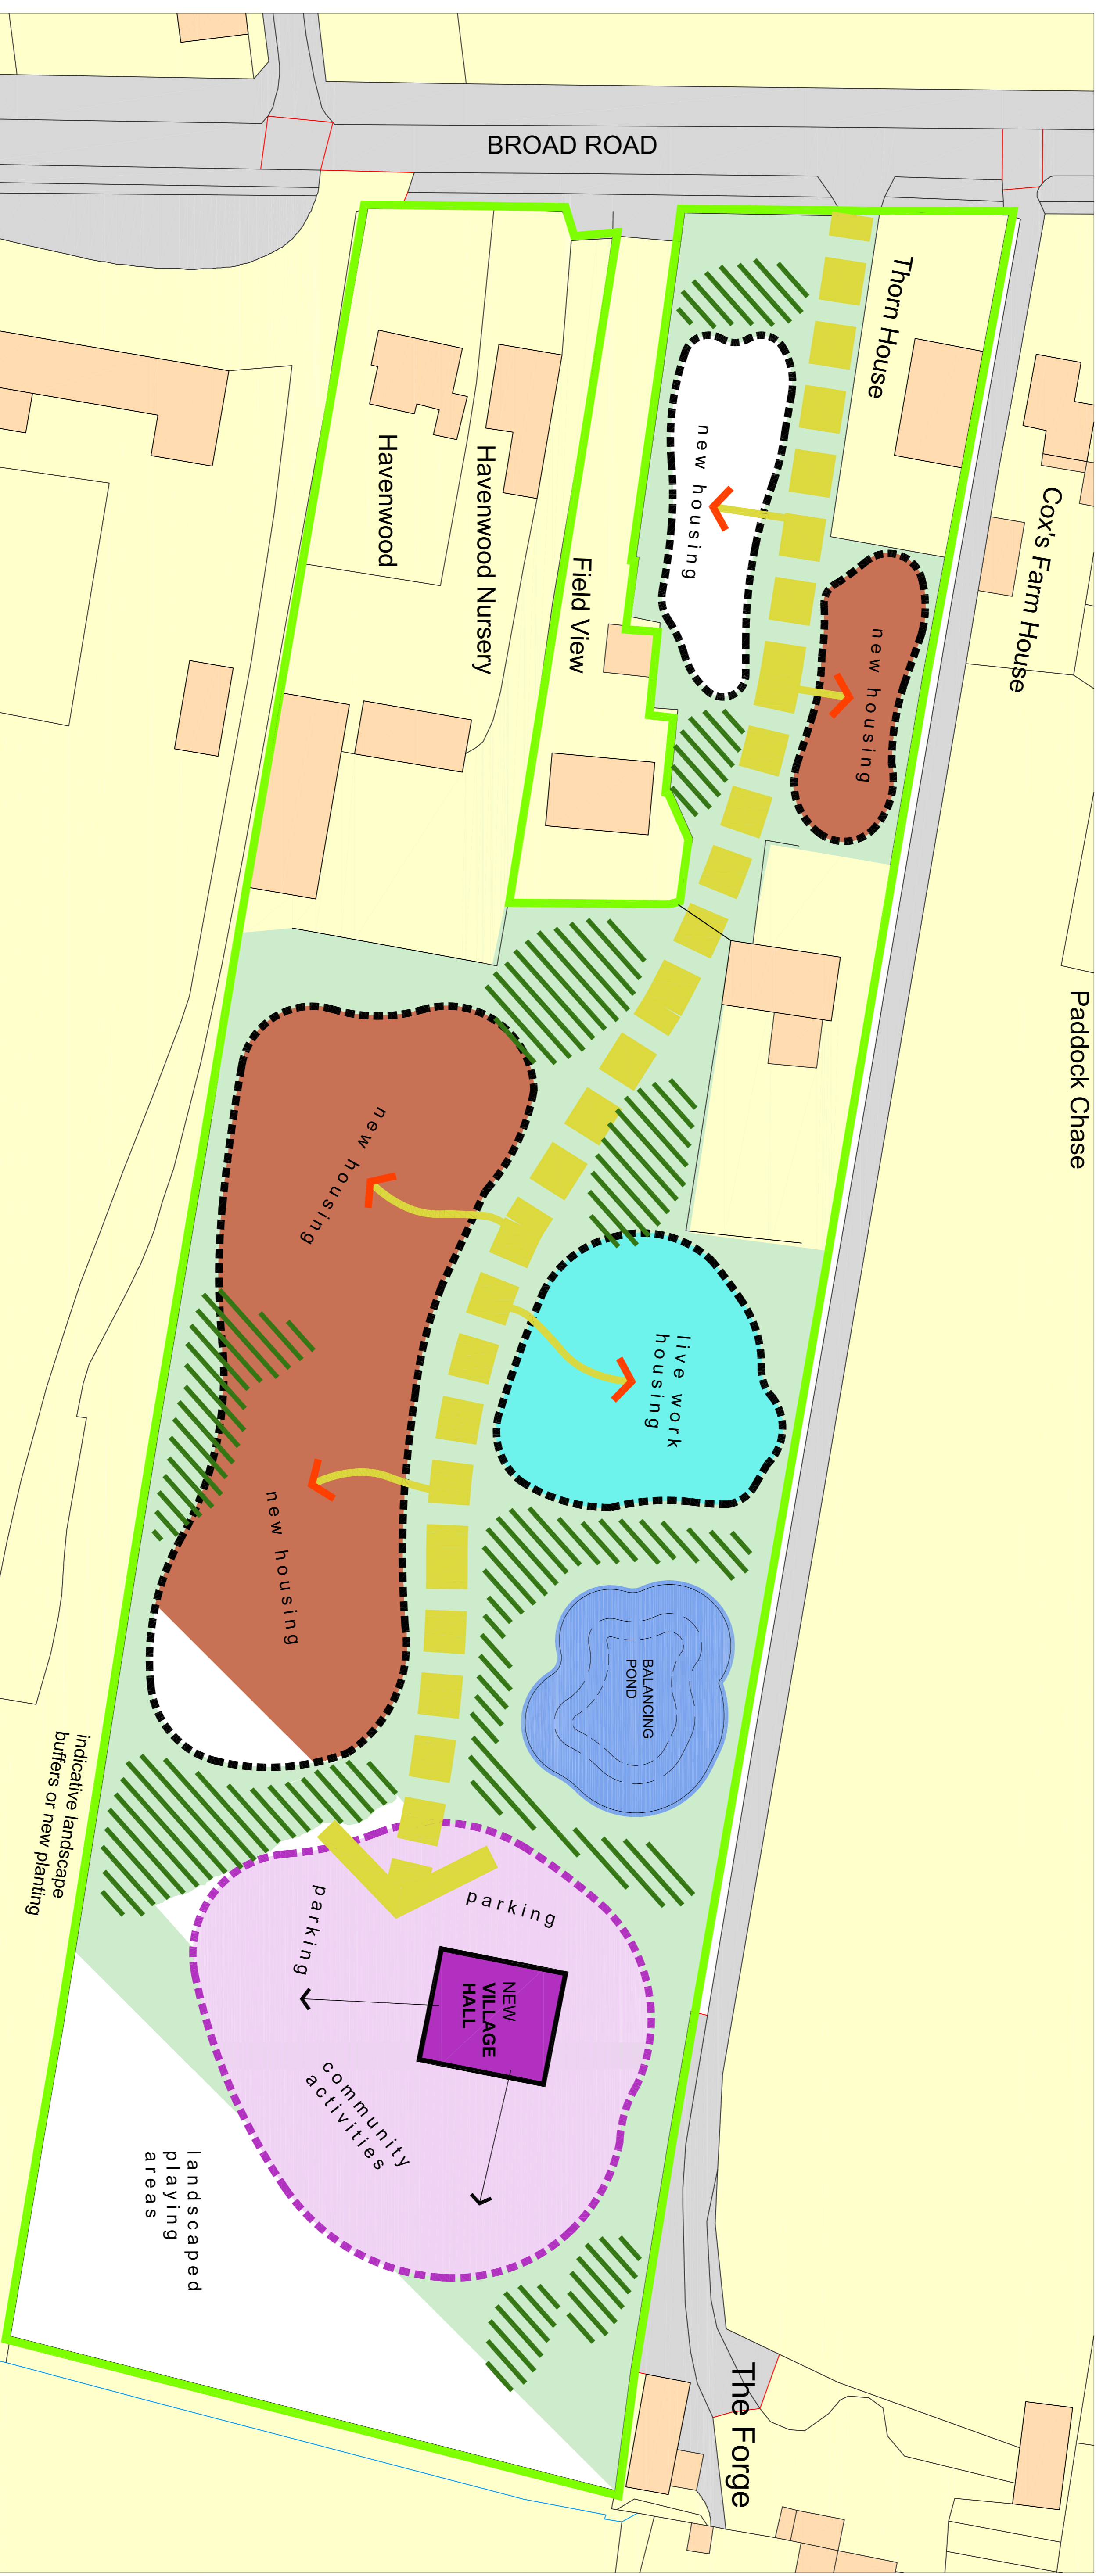 BROAD ROAD
Thorn House
Cox's Farm House
new housing
new housing
Havenwood
Havenwood Nursery
Field View
Paddock Chase
new housing
live work
housing
new housing
BALANCING
POND
indicative landscape
buffers or new planting
parking
parking
NEW
VILLAGE
HALL
community
activities
landscaped
playing
areas
The Forge